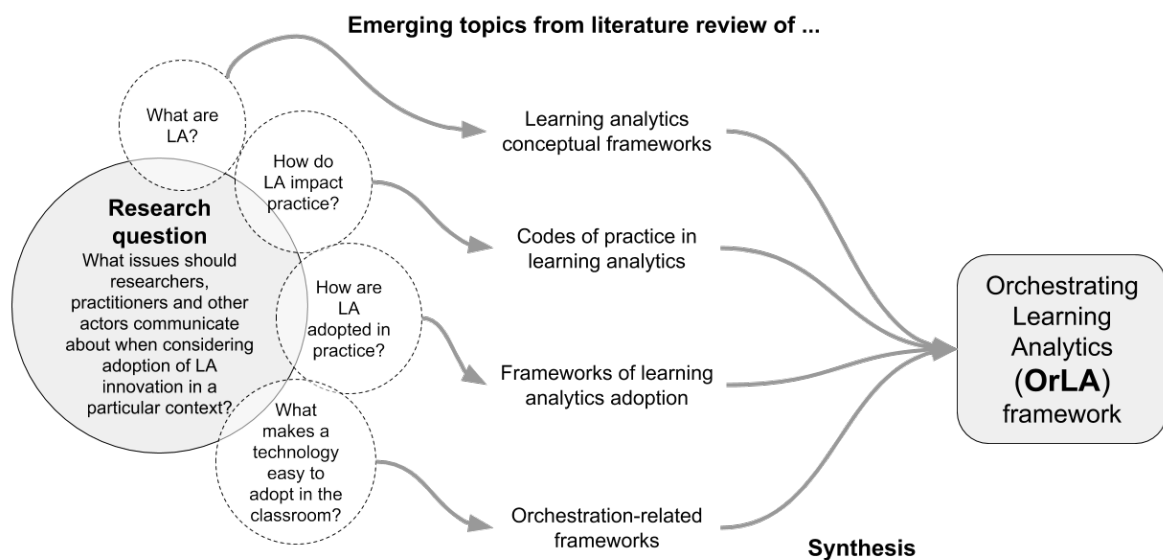 Emerging topics from literature review of ...
What are
LA?
How do
LA impact
practice?
Research
question
What issues should
researchers,
practitioners and other
actors communicate
about when considering
adoption of LA
innovation in a
particular context?
How are
LA
adopted in
practice?
What
makes a
technology
easy to
adopt in the
classroom?
Learning analytics
conceptual frameworks
Codes of practice in
learning analytics
Frameworks of learning
analytics adoption
Orchestration-related
frameworks
Orchestrating
Learning
Analytics
(OrLA)
framework
Synthesis